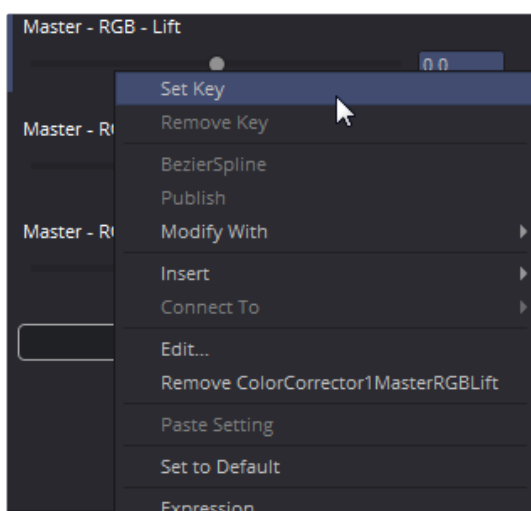 Master - RGB - Lift
0.0
Set Key
Remove Key
Master - R
BezierSpline
Publish
Master - R
Modify With
Insert
Connect To
Edit...
Remove ColorCorrector1MasterRGBLift
Paste Setting
Set to Default
Expression